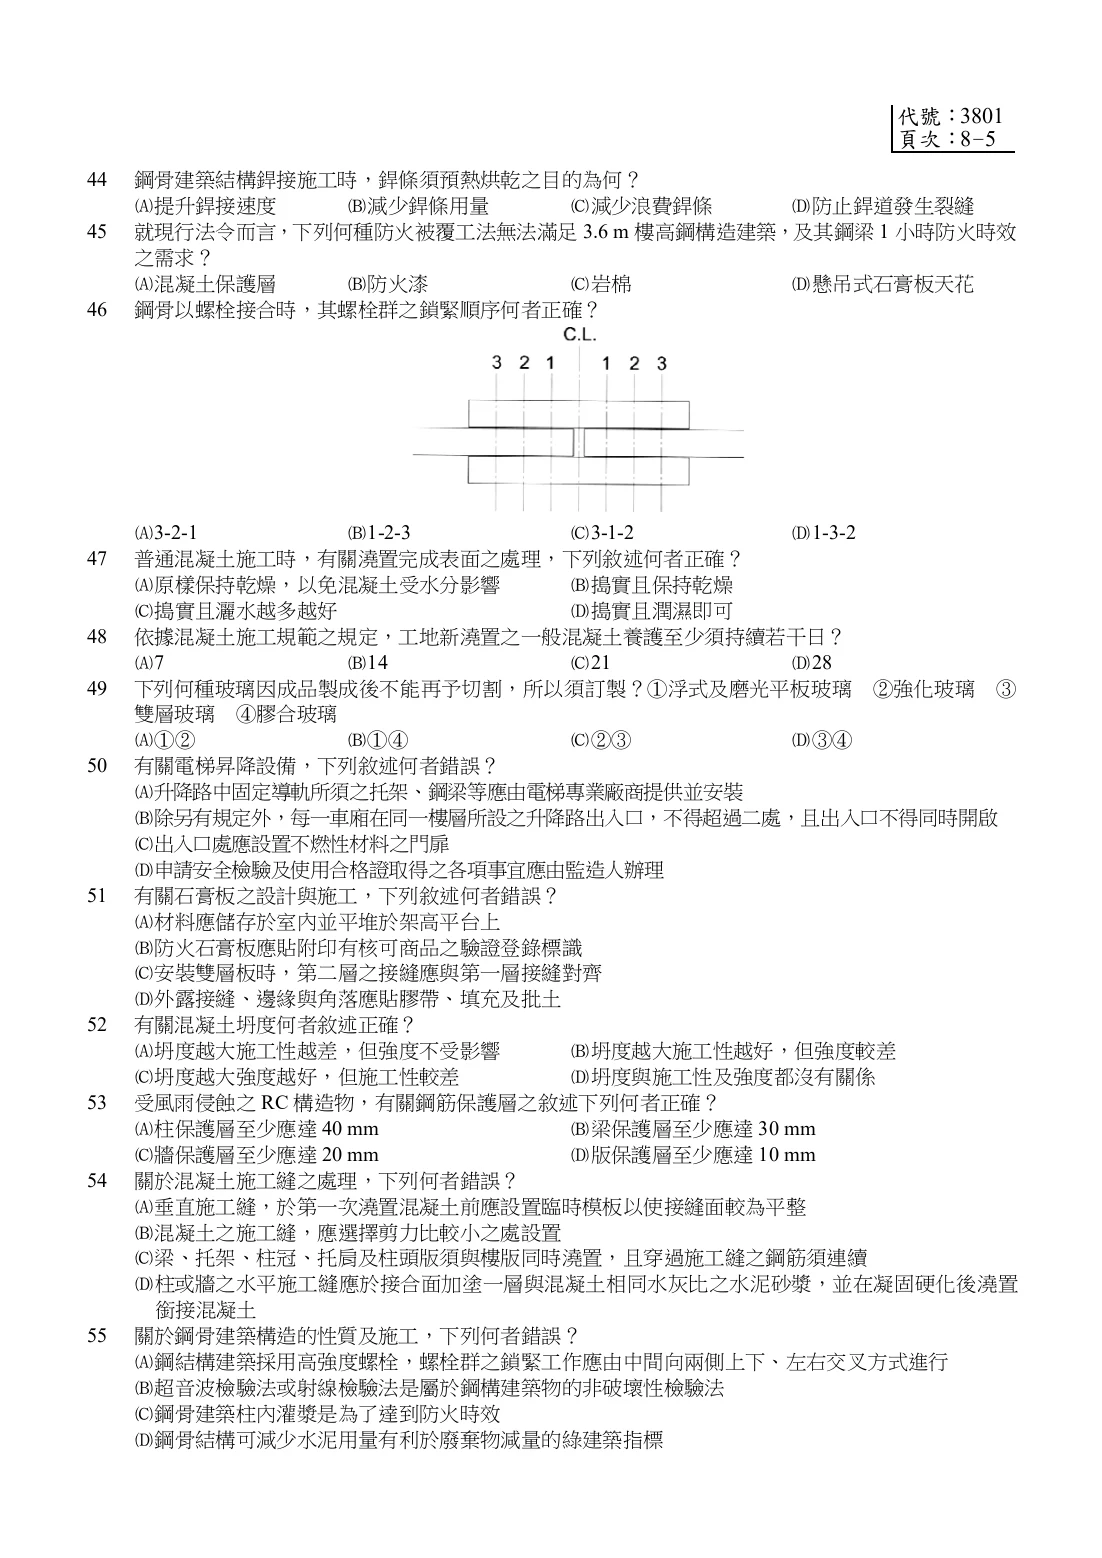 代號：3801
頁次：8－5
44 鋼骨建築結構銲接施工時，銲條須預熱烘乾之目的為何？
(A)提升銲接速度 (B)減少銲條用量 (C)減少浪費銲條 (D)防止銲道發生裂縫
45 就現行法令而言，下列何種防火被覆工法無法滿足 3.6 m 樓高鋼構造建築，及其鋼梁 1 小時防火時效
之需求？
(A)混凝土保護層 (B)防火漆 (C)岩棉 (D)懸吊式石膏板天花
46 鋼骨以螺栓接合時，其螺栓群之鎖緊順序何者正確？
C.L.
3 2 1 1 2 3
(A)3-2-1 (B)1-2-3 (C)3-1-2 (D)1-3-2
47 普通混凝土施工時，有關澆置完成表面之處理，下列敘述何者正確？
(A)原樣保持乾燥，以免混凝土受水分影響 (B)搗實且保持乾燥
(C)搗實且灑水越多越好 (D)搗實且潤濕即可
48 依據混凝土施工規範之規定，工地新澆置之一般混凝土養護至少須持續若干日？
(A)7 (B)14 (C)21 (D)28
49 下列何種玻璃因成品製成後不能再予切割，所以須訂製？①浮式及磨光平板玻璃 ②強化玻璃 ③
雙層玻璃 ④膠合玻璃
(A)①② (B)①④ (C)②③ (D)③④
50 有關電梯昇降設備，下列敘述何者錯誤？
(A)升降路中固定導軌所須之托架、鋼梁等應由電梯專業廠商提供並安裝
(B)除另有規定外，每一車廂在同一樓層所設之升降路出入口，不得超過二處，且出入口不得同時開啟
(C)出入口處應設置不燃性材料之門扉
(D)申請安全檢驗及使用合格證取得之各項事宜應由監造人辦理
51 有關石膏板之設計與施工，下列敘述何者錯誤？
(A)材料應儲存於室內並平堆於架高平台上
(B)防火石膏板應貼附印有核可商品之驗證登錄標識
(C)安裝雙層板時，第二層之接縫應與第一層接縫對齊
(D)外露接縫、邊緣與角落應貼膠帶、填充及批土
52 有關混凝土坍度何者敘述正確？
(A)坍度越大施工性越差，但強度不受影響 (B)坍度越大施工性越好，但強度較差
(C)坍度越大強度越好，但施工性較差 (D)坍度與施工性及強度都沒有關係
53 受風雨侵蝕之 RC 構造物，有關鋼筋保護層之敘述下列何者正確？
(A)柱保護層至少應達 40 mm (B)梁保護層至少應達 30 mm
(C)牆保護層至少應達 20 mm (D)版保護層至少應達 10 mm
54 關於混凝土施工縫之處理，下列何者錯誤？
(A)垂直施工縫，於第一次澆置混凝土前應設置臨時模板以使接縫面較為平整
(B)混凝土之施工縫，應選擇剪力比較小之處設置
(C)梁、托架、柱冠、托肩及柱頭版須與樓版同時澆置，且穿過施工縫之鋼筋須連續
(D)柱或牆之水平施工縫應於接合面加塗一層與混凝土相同水灰比之水泥砂漿，並在凝固硬化後澆置
銜接混凝土
55 關於鋼骨建築構造的性質及施工，下列何者錯誤？
(A)鋼結構建築採用高強度螺栓，螺栓群之鎖緊工作應由中間向兩側上下、左右交叉方式進行
(B)超音波檢驗法或射線檢驗法是屬於鋼構建築物的非破壞性檢驗法
(C)鋼骨建築柱內灌漿是為了達到防火時效
(D)鋼骨結構可減少水泥用量有利於廢棄物減量的綠建築指標